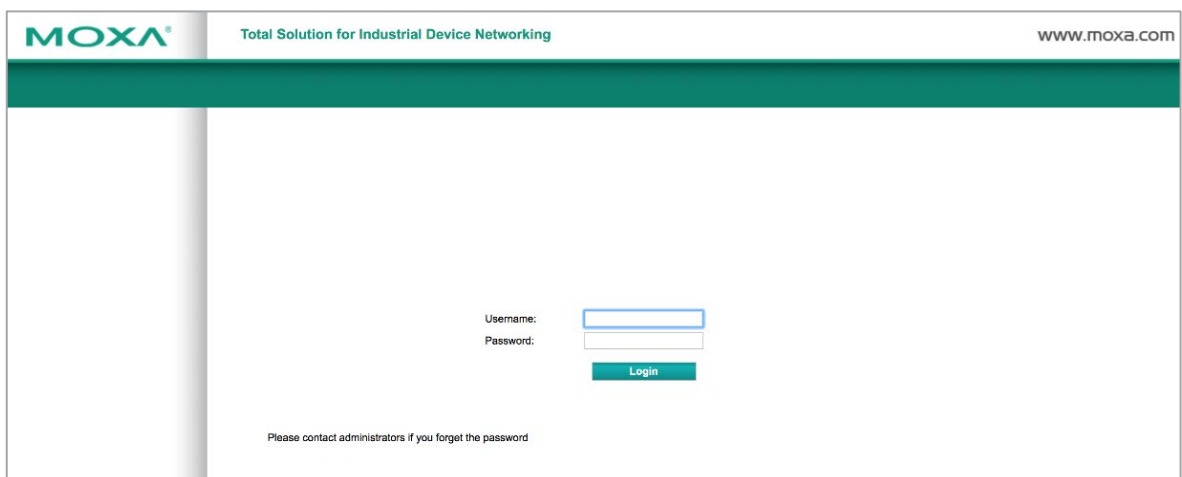 MOXA®
Total Solution for Industrial Device Networking
www.moxa.com
Username:
Password:
Login
Please contact administrators if you forget the password